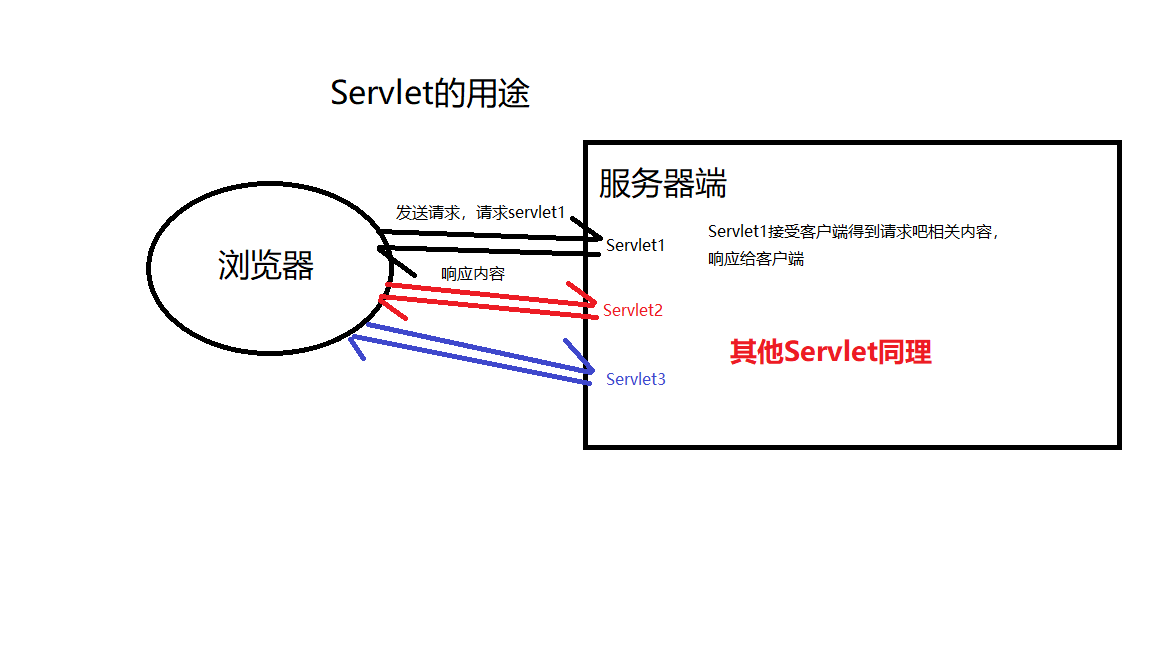 Servlet的用途
服务器端
发送请求，请求servlet1
Servlet1
Servlet1接受客户端得到请求吧相关内容，
响应给客户端
浏览器
响应内容
Servlet2
其他Servlet同理
Servlet3